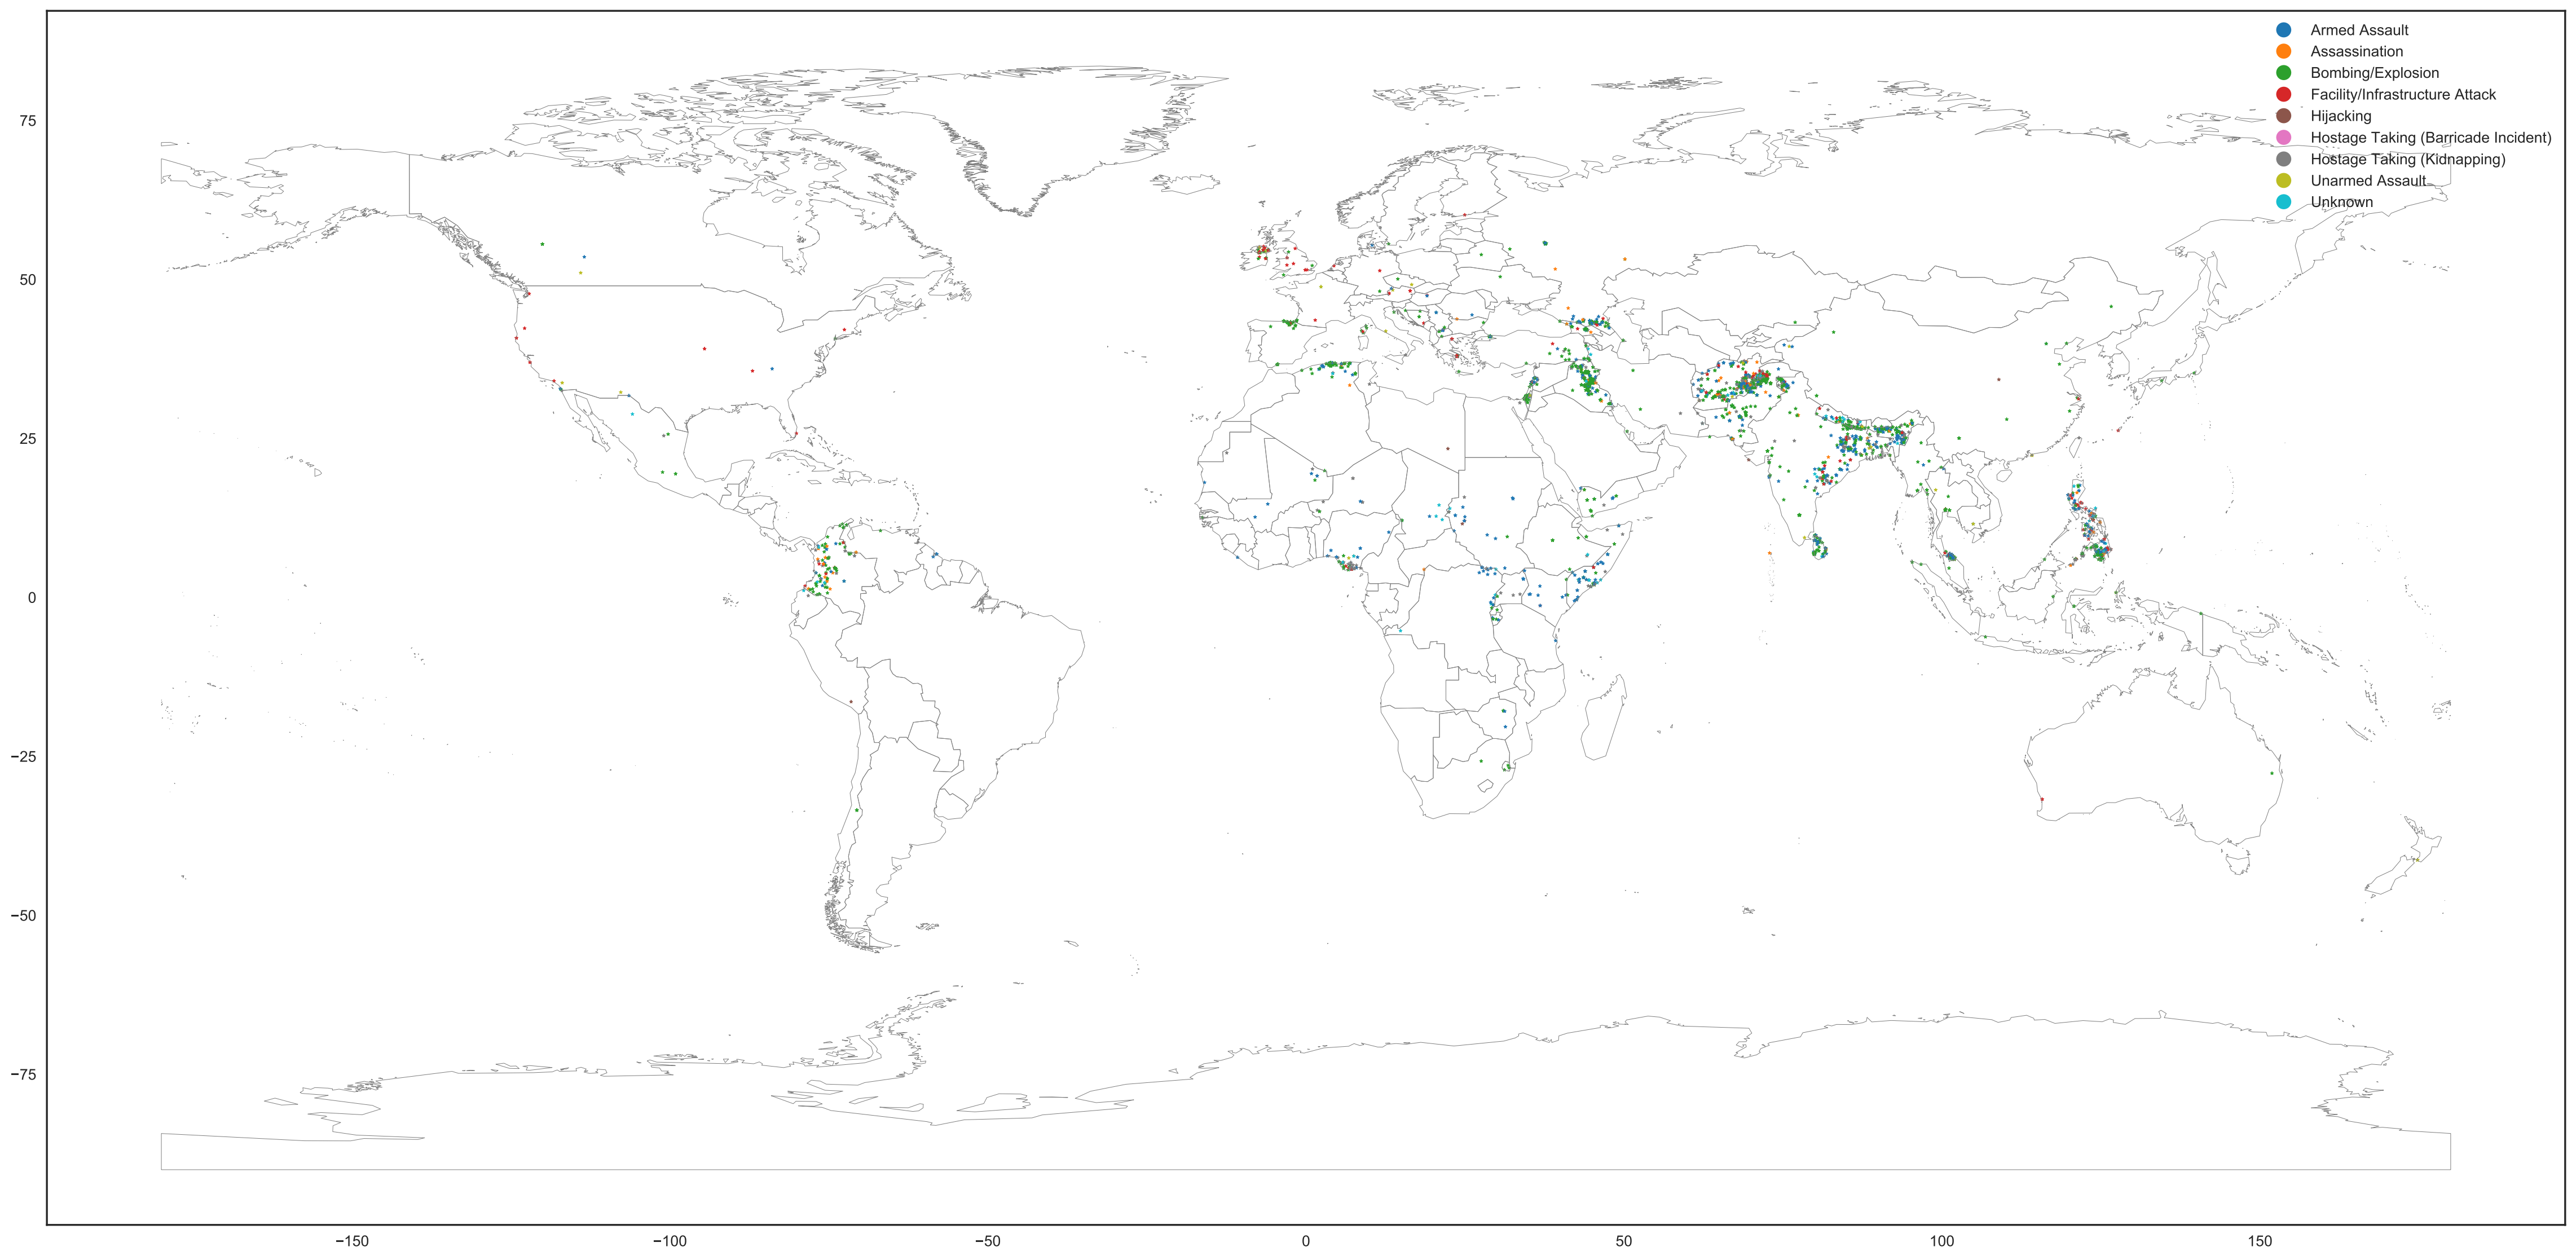 Armed Assault
Assassination
Bombing/Explosion
Facility/Infrastructure Attack
Hijacking
Hostage Taking (Barricade Incident)
Hostage Taking (Kidnapping)
Unarmed Assault
Unknown
75
50
25
0
−25
−50
−75
−150
−100
−50
0
50
100
150